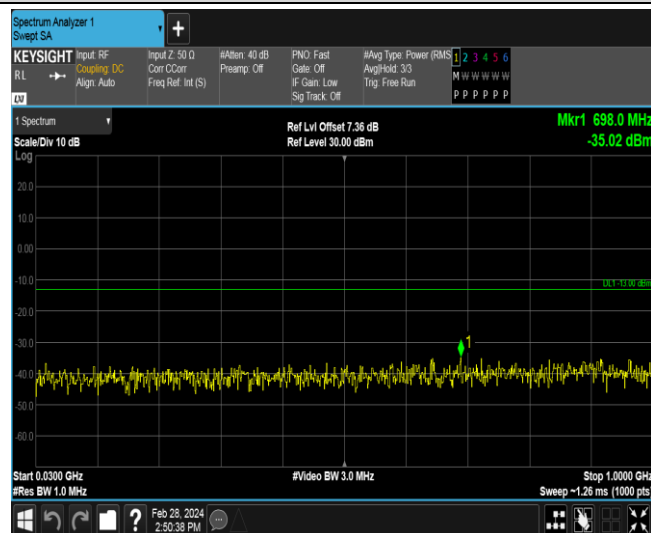 Spectrum Analyzer 1
Swept SA
+
KEYSIGHT
RL
Input: RF
Coupling: DC
Align: Auto
Input Z: 50 Ω
Corr CCorr
Freq Ref: Int (S)
#Atten: 40 dB
Preamp: Off
PNO: Fast
Gate: Off
IF Gain: Low
Sig Track: Off
#Avg Type: Power (RMS
Avg|Hold: 3/3
Trig: Free Run
1 2 3 4 5 6
M W W W W W
P P P P P P
1 Spectrum
Scale/Div 10 dB
Ref Lvl Offset 7.36 dB
Ref Level 30.00 dBm
Mkr1 698.0 MHz
-35.02 dBm
Log
20.0
10.0
0.00
-10.0
DL1 -13.00 dBm
-20.0
-30.0
1
-40.0
-50.0
-60.0
Start 0.0300 GHz
#Video BW 3.0 MHz
Stop 1.0000 GHz
#Res BW 1.0 MHz
Sweep ~1.26 ms (1000 pts)
?
Feb 28, 2024
2:50:38 PM